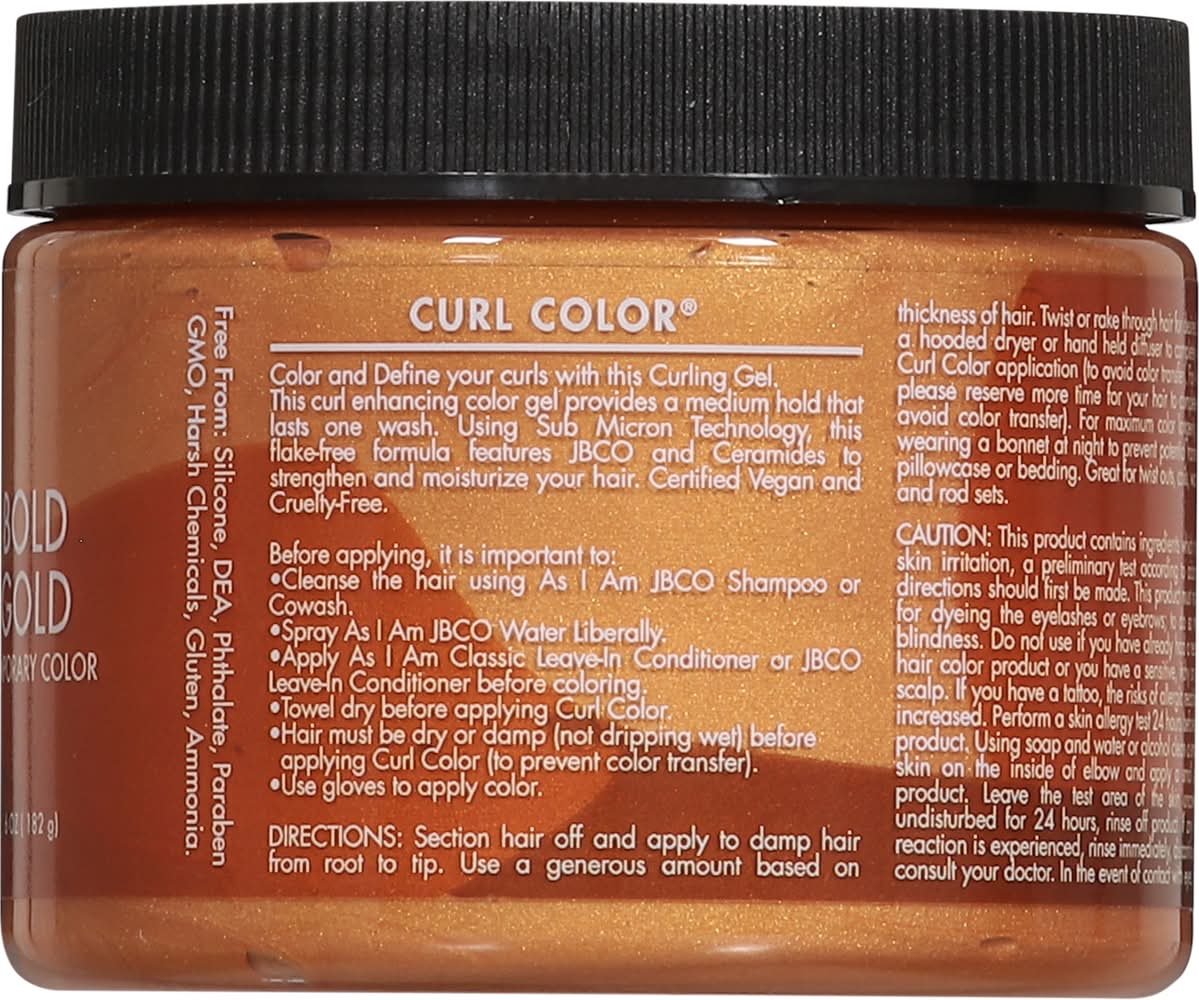 BOLD
GOLD
PORARY COLOR
6 OZ (182 g)
Free From: Silicone, DEA, Phthalate, Paraben
GMO, Harsh Chemicals, Gluten, Ammonia.
CURL COLOR®
Color and Define your curls with this Curling Gel.
This curl enhancing color gel provides a medium hold that
lasts one wash. Using Sub Micron Technology, this
flake-free formula features JBCO and Ceramides to
strengthen and moisturize your hair. Certified Vegan and
Cruelty-Free.
Before applying, it is important to:
•Cleanse the hair using As I Am JBCO Shampoo or
Cowash.
•Spray As I Am JBCO Water Liberally.
•Apply As I Am Classic Leave-In Conditioner or JBCO
Leave-In Conditioner before coloring.
•Towel dry before applying Curl Color.
•Hair must be dry or damp (not dripping wet) before
applying Curl Color (to prevent color transfer).
•Use gloves to apply color.
DIRECTIONS: Section hair off and apply to damp hair
from root to tip. Use a generous amount based on
thickness of hair. Twist or rake through hair
a hooded dryer or hand held diffuser to
Curl Color application (to avoid color
please reserve more time for your hair to
avoid color transfer). For maximum color
wearing a bonnet at night to prevent
pillowcase or bedding. Great for twist outs,
and rod sets.
CAUTION: This product contains ingredients
skin irritation, a preliminary test according
directions should first be made. This product
for dyeing the eyelashes or eyebrows; to do
blindness. Do not use if you have already had a
hair color product or you have a sensitive,
scalp. If you have a tattoo, the risks of
increased. Perform a skin allergy test 24
product. Using soap and water or alcohol
skin on the inside of elbow and apply
product. Leave the test area of the skin
undisturbed for 24 hours, rinse off product
reaction is experienced, rinse immediately,
consult your doctor. In the event of contact